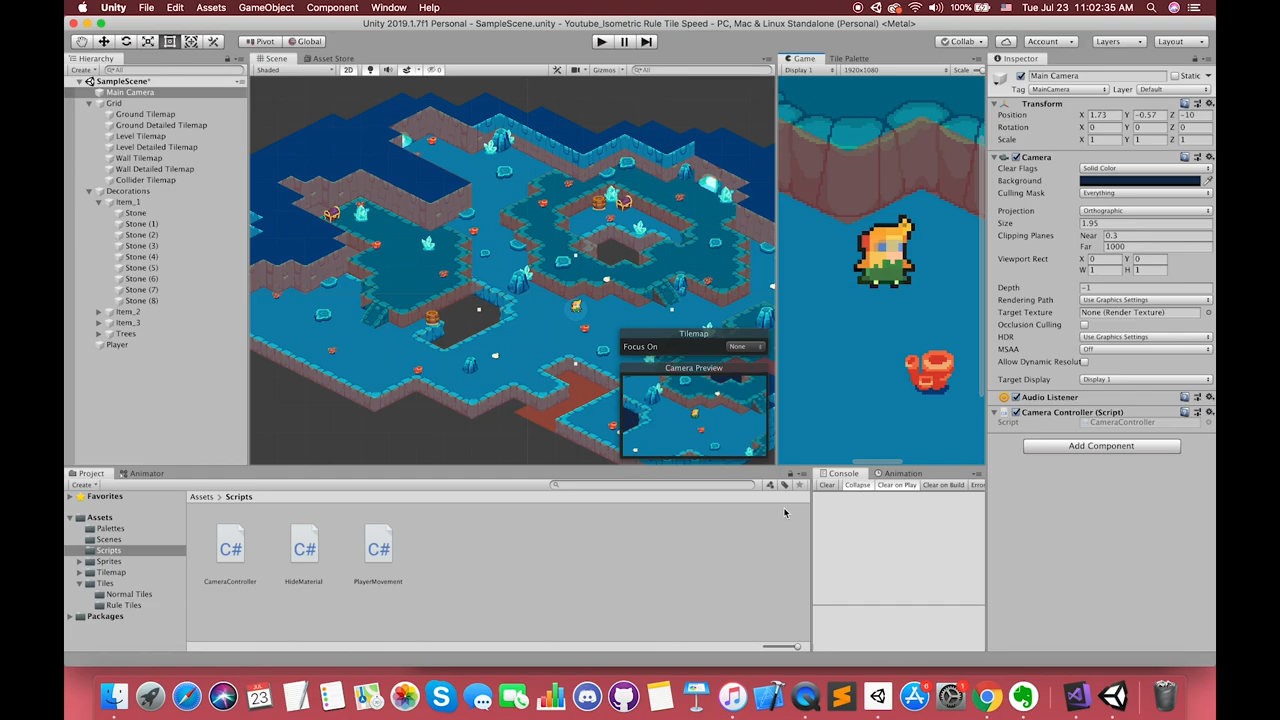 Unity File Edit Assets GameObject Component Window Help 100% Tue Jul 23 11:02:35 AM
Unity 2019.1.7f1 Personal - SampleScene.unity - Youtube_Isometric Rule Tile Speed - PC, Mac & Linux Standalone (Personal) <Metal>
Pivot Global Collab Account Layers Layout
Hierarchy Scene Asset Store Game Tile Palette Inspector
Create All Shaded 2D 0 Gizmos All Display 1 1920x1080 Scale
Main Camera Static
Tag MainCamera Layer Default
SampleScene*
Main Camera
Grid
Ground Tilemap
Ground Detailed Tilemap
Level Tilemap
Level Detailed Tilemap
Wall Tilemap
Wall Detailed Tilemap
Collider Tilemap
Decorations
Item_1
Stone
Stone (1)
Stone (2)
Stone (3)
Stone (4)
Stone (5)
Stone (6)
Stone (7)
Stone (8)
Item_2
Item_3
Trees
Player
Tilemap
Focus On None
Camera Preview
Transform
Position X 1.73 Y -0.57 Z -10
Rotation X 0 Y 0 Z 0
Scale X 1 Y 1 Z 1
Camera
Clear Flags Solid Color
Background
Culling Mask Everything
Projection Orthographic
Size 1.95
Clipping Planes Near 0.3
Far 1000
Viewport Rect X 0 Y 0
W 1 H 1
Depth -1
Rendering Path Use Graphics Settings
Target Texture None (Render Texture)
Occlusion Culling
HDR Use Graphics Settings
MSAA Off
Allow Dynamic Resolut
Target Display Display 1
Audio Listener
Camera Controller (Script)
Script CameraController
Add Component
Project Animator
Create
Favorites
Assets
Palettes
Scenes
Scripts
Sprites
Tilemap
Tiles
Normal Tiles
Rule Tiles
Packages
Assets > Scripts
C# C# C#
CameraController HideMaterial PlayerMovement
Console Animation
Clear Collapse Clear on Play Clear on Build Error
JUL
23